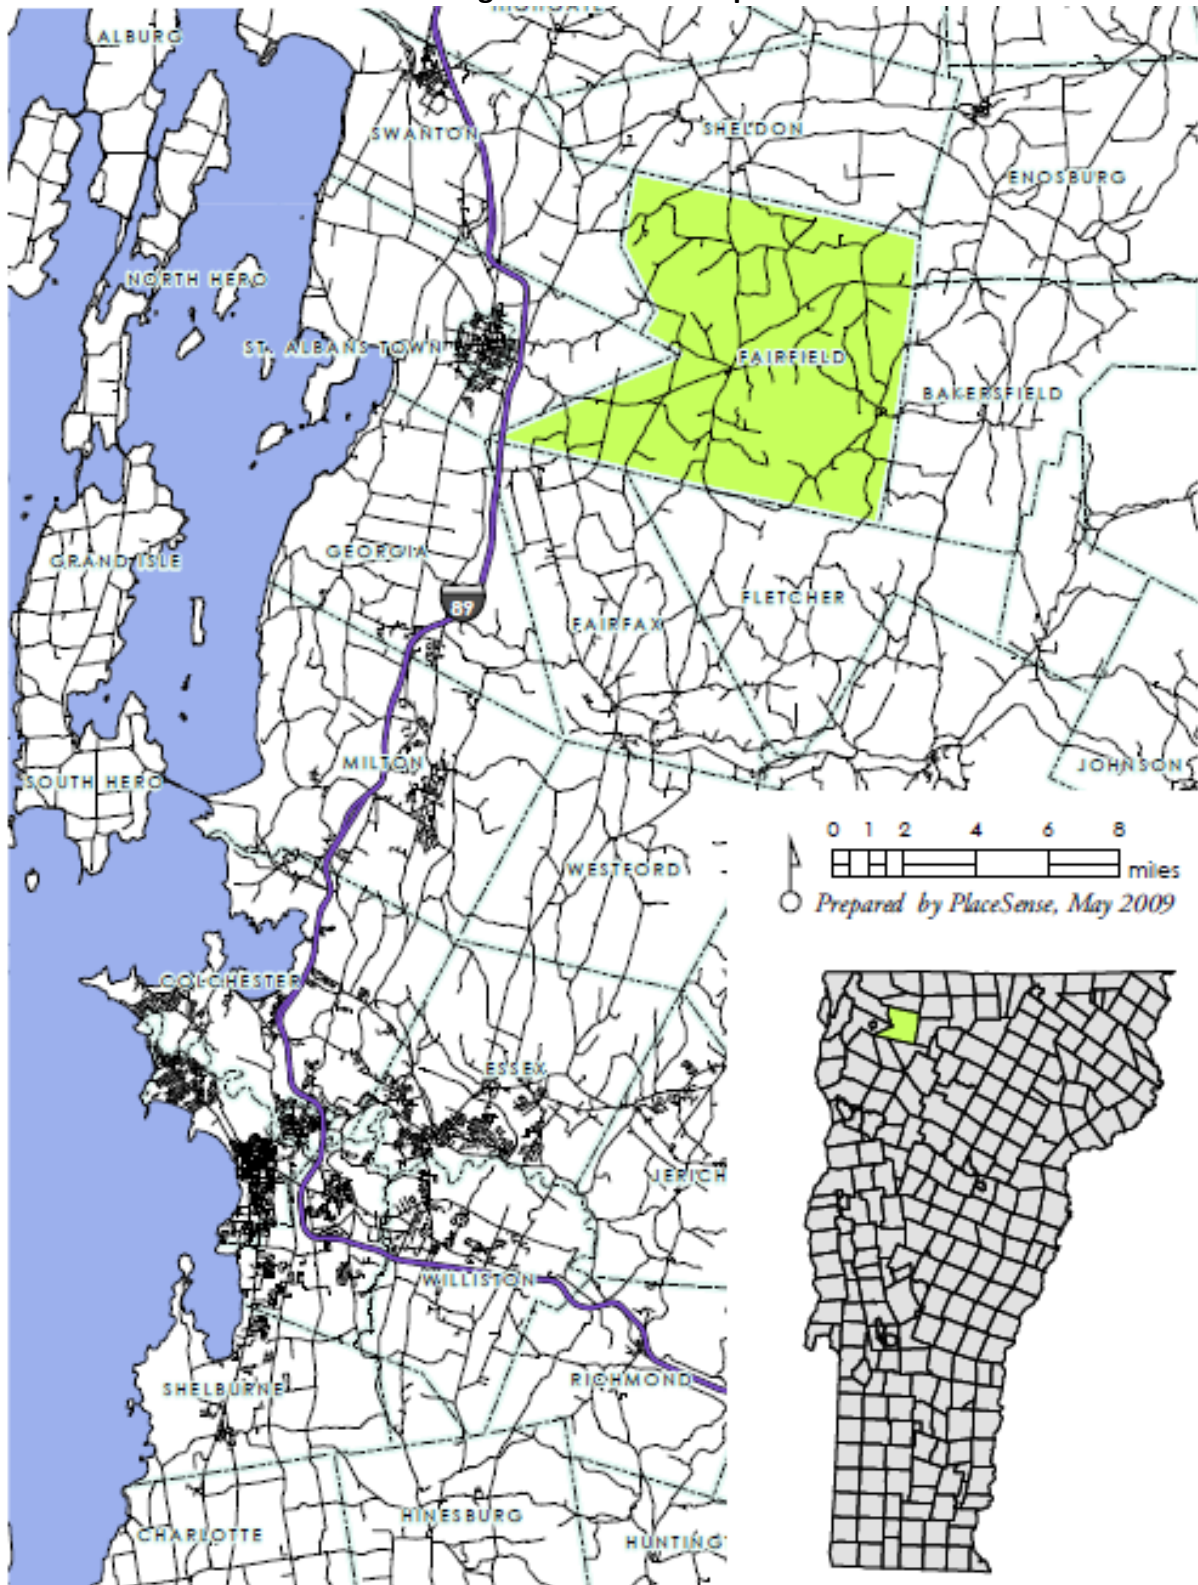 ALBURG
SWANTON
SHELDON
ENOSBURG
NORTH HERO
ST. ALBANS TOWN
FAIRFIELD
BAKERSFIELD
GRAND ISLE
GEORGIA
89
FAIRFAX
FLETCHER
SOUTH HERO
MILTON
JOHNSON
WESTFORD
0 1 2 4 6 8
miles
Prepared by PlaceSense, May 2009
COLCHESTER
ESSEX
JERICH
WILLISTON
SHELBURNE
RICHMOND
HINESBURG
CHARLOTTE
HUNTING